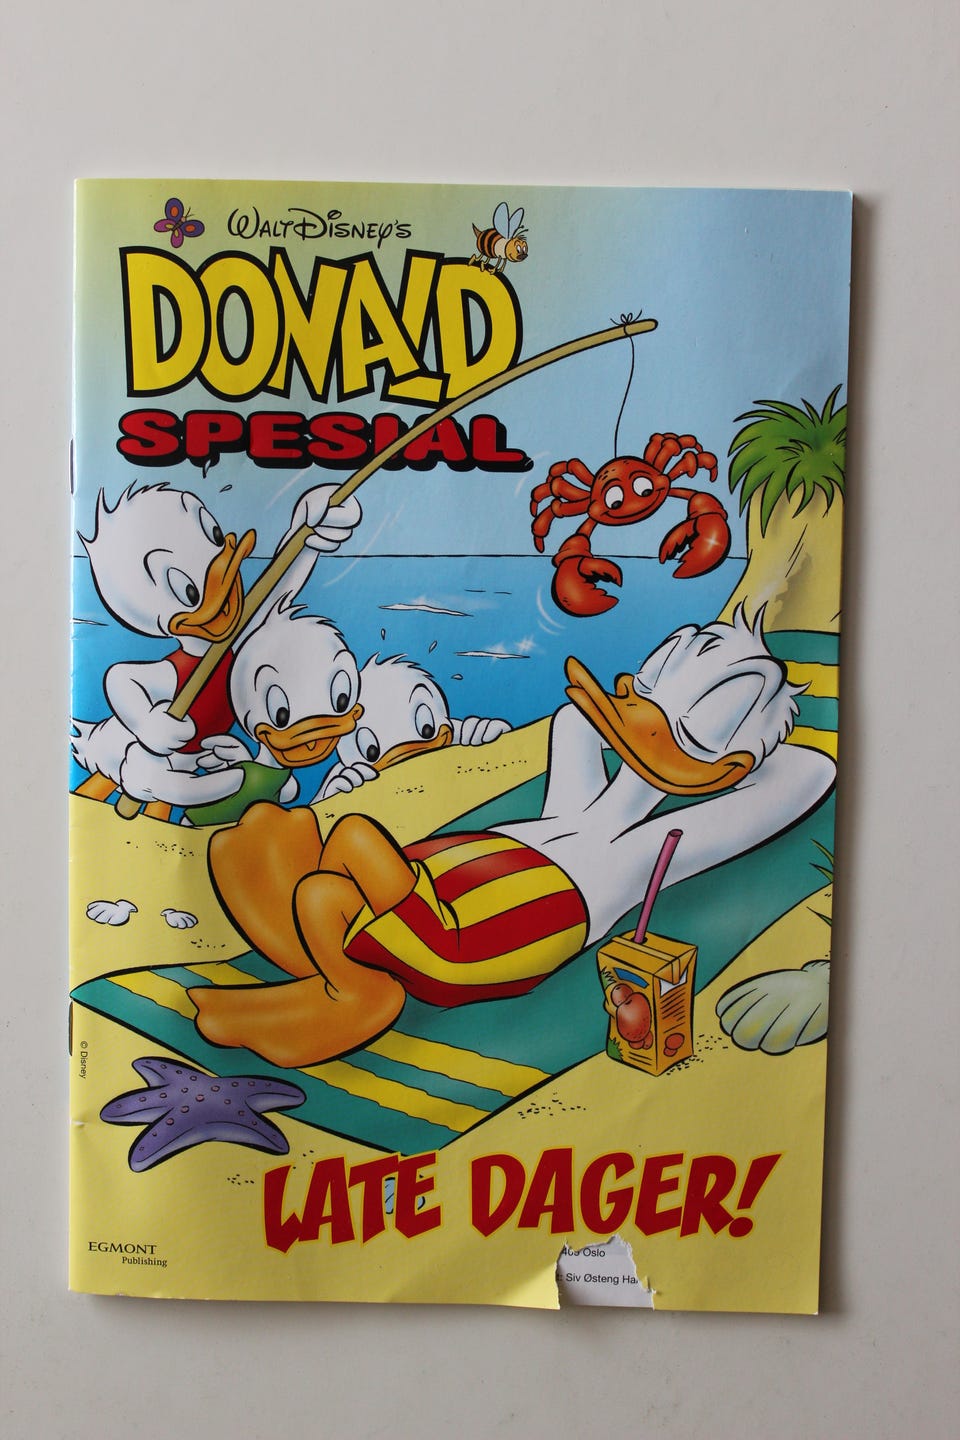 WALT DISNEY'S
DONALD
SPESIAL
© Disney
LATE DAGER!
EGMONT
Publishing
Oslo
Siv Østeng